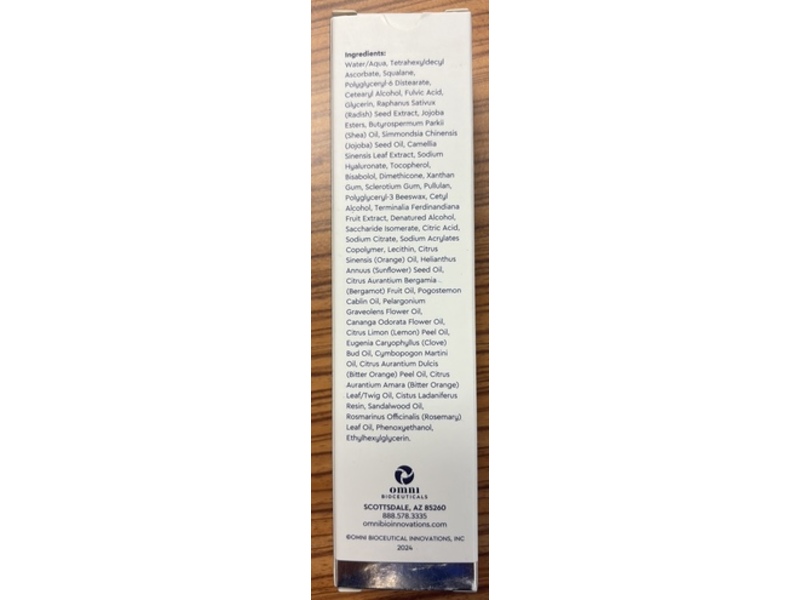 Ingredients:
Water/Aqua, Tetrahexyldecyl
Ascorbate, Squalane,
Polyglyceryl-6 Distearate,
Cetearyl Alcohol, Fulvic Acid,
Glycerin, Raphanus Sativux
(Radish) Seed Extract, Jojoba
Esters, Butyrospermum Parkii
(Shea) Oil, Simmondsia Chinensis
(Jojoba) Seed Oil, Camellia
Sinensis Leaf Extract, Sodium
Hyaluronate, Tocopherol,
Bisabolol, Dimethicone, Xanthan
Gum, Sclerotium Gum, Pullulan,
Polyglyceryl-3 Beeswax, Cetyl
Alcohol, Terminalia Ferdinandiana
Fruit Extract, Denatured Alcohol,
Saccharide Isomerate, Citric Acid,
Sodium Citrate, Sodium Acrylates
Copolymer, Lecithin, Citrus
Sinensis (Orange) Oil, Helianthus
Annuus (Sunflower) Seed Oil,
Citrus Aurantium Bergamia
(Bergamot) Fruit Oil, Pogostemon
Cablin Oil, Pelargonium
Graveolens Flower Oil,
Cananga Odorata Flower Oil,
Citrus Limon (Lemon) Peel Oil,
Eugenia Caryophyllus (Clove)
Bud Oil, Cymbopogon Martini
Oil, Citrus Aurantium Dulcis
(Bitter Orange) Peel Oil, Citrus
Aurantium Amara (Bitter Orange)
Leaf/Twig Oil, Cistus Ladaniferus
Resin, Sandalwood Oil,
Rosmarinus Officinalis (Rosemary)
Leaf Oil, Phenoxyethanol,
Ethylhexylglycerin.
omni
BIOCEUTICALS
SCOTTSDALE, AZ 85260
888.578.3335
omnibioinnovations.com
©OMNI BIOCEUTICAL INNOVATIONS, INC
2024